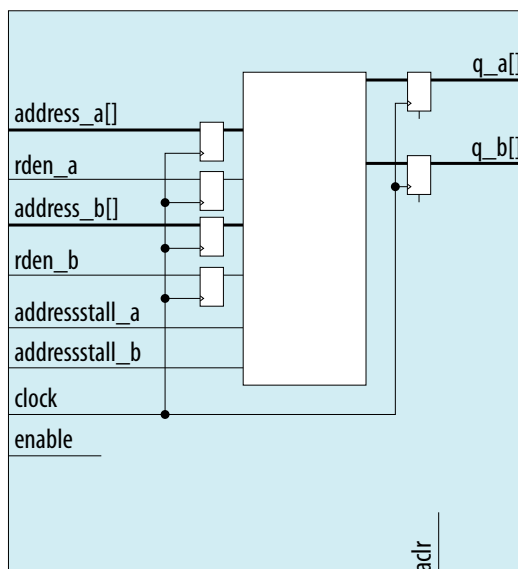 q_a[]
address_a[]
q_b[]
rden_a
address_b[]
rden_b
addressstall_a
addressstall_b
clock
enable
aclr